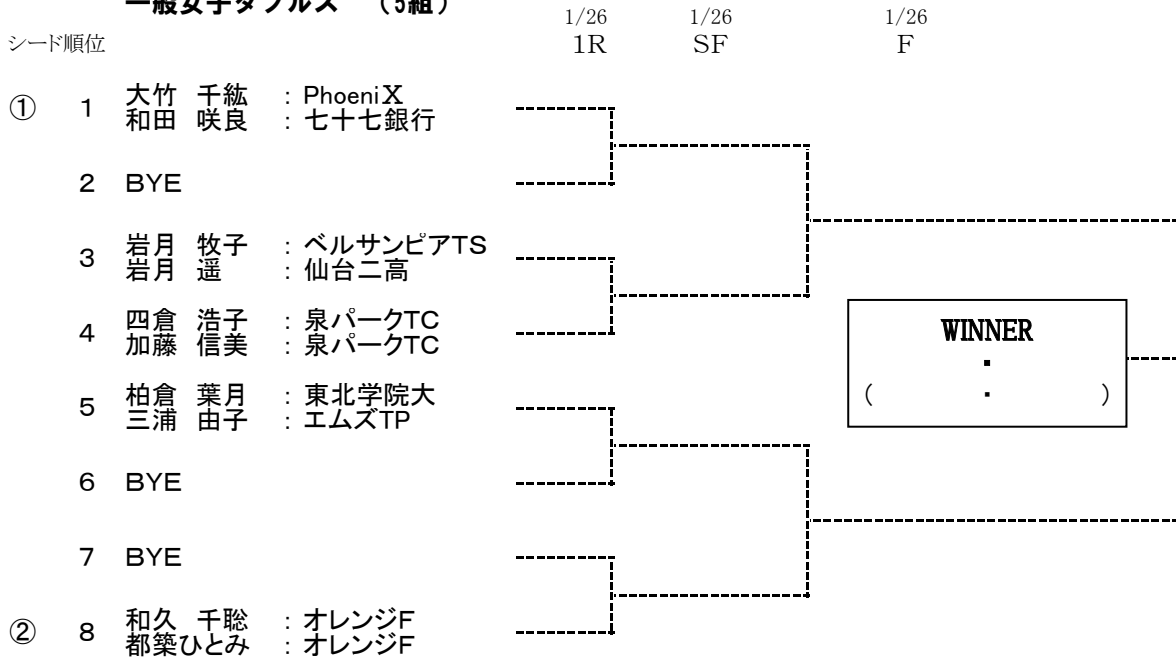 一般女子ダブルス （5組）
1/26 1/26 1/26
シード順位 1R SF F
① 1 大竹 千紘 : PhoeniX
和田 咲良 : 七十七銀行
2 BYE
3 岩月 牧子 : ベルサンピアTS
岩月 遥 : 仙台二高
4 四倉 浩子 : 泉パークTC
加藤 信美 : 泉パークTC
WINNER
・
( ・ )
5 柏倉 葉月 : 東北学院大
三浦 由子 : エムズTP
6 BYE
7 BYE
② 8 和久 千聡 : オレンジF
都築ひとみ : オレンジF